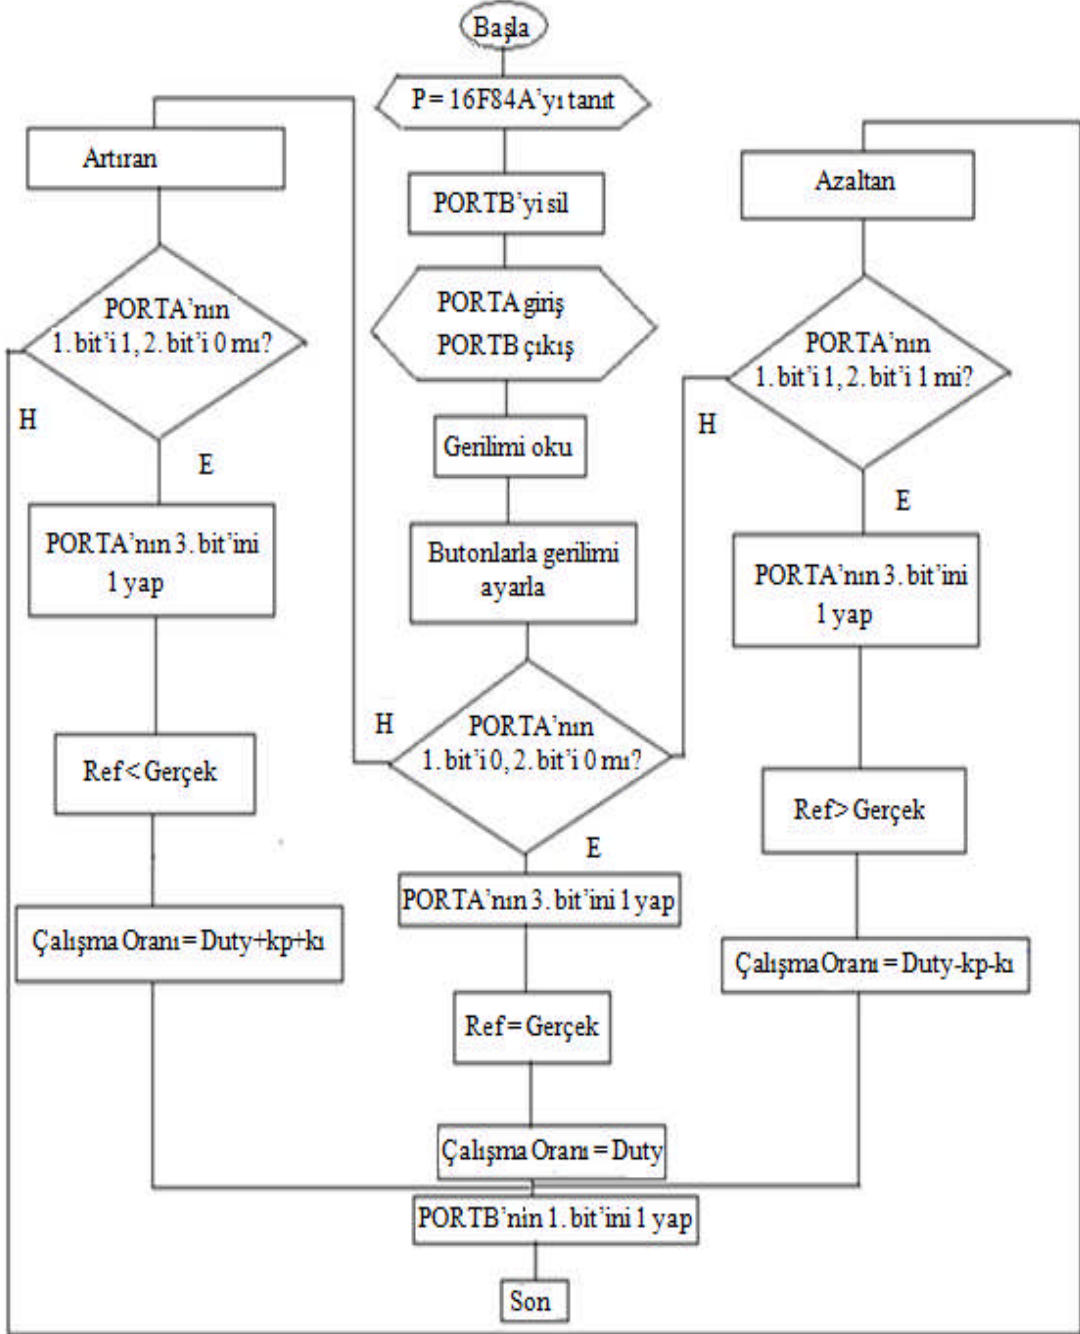 Başla
P = 16F84A'yı tanıt
PORTB'yi sil
PORTA giriş
PORTB çıkış
Gerilimi oku
Butonlarla gerilimi
ayarla
PORTA'nın
1. bit'i 0, 2. bit'i 0 mı?
H
E
PORTA'nın 3. bit'ini 1 yap
Ref = Gerçek
Çalışma Oranı = Duty
PORTB'nin 1. bit'ini 1 yap
Son
Artıran
PORTA'nın
1. bit'i 1, 2. bit'i 0 mı?
H
E
PORTA'nın 3. bit'ini
1 yap
Ref < Gerçek
Çalışma Oranı = Duty+kp+kı
Azaltan
PORTA'nın
1. bit'i 1, 2. bit'i 1 mi?
H
E
PORTA'nın 3. bit'ini
1 yap
Ref > Gerçek
Çalışma Oranı = Duty-kp-kı